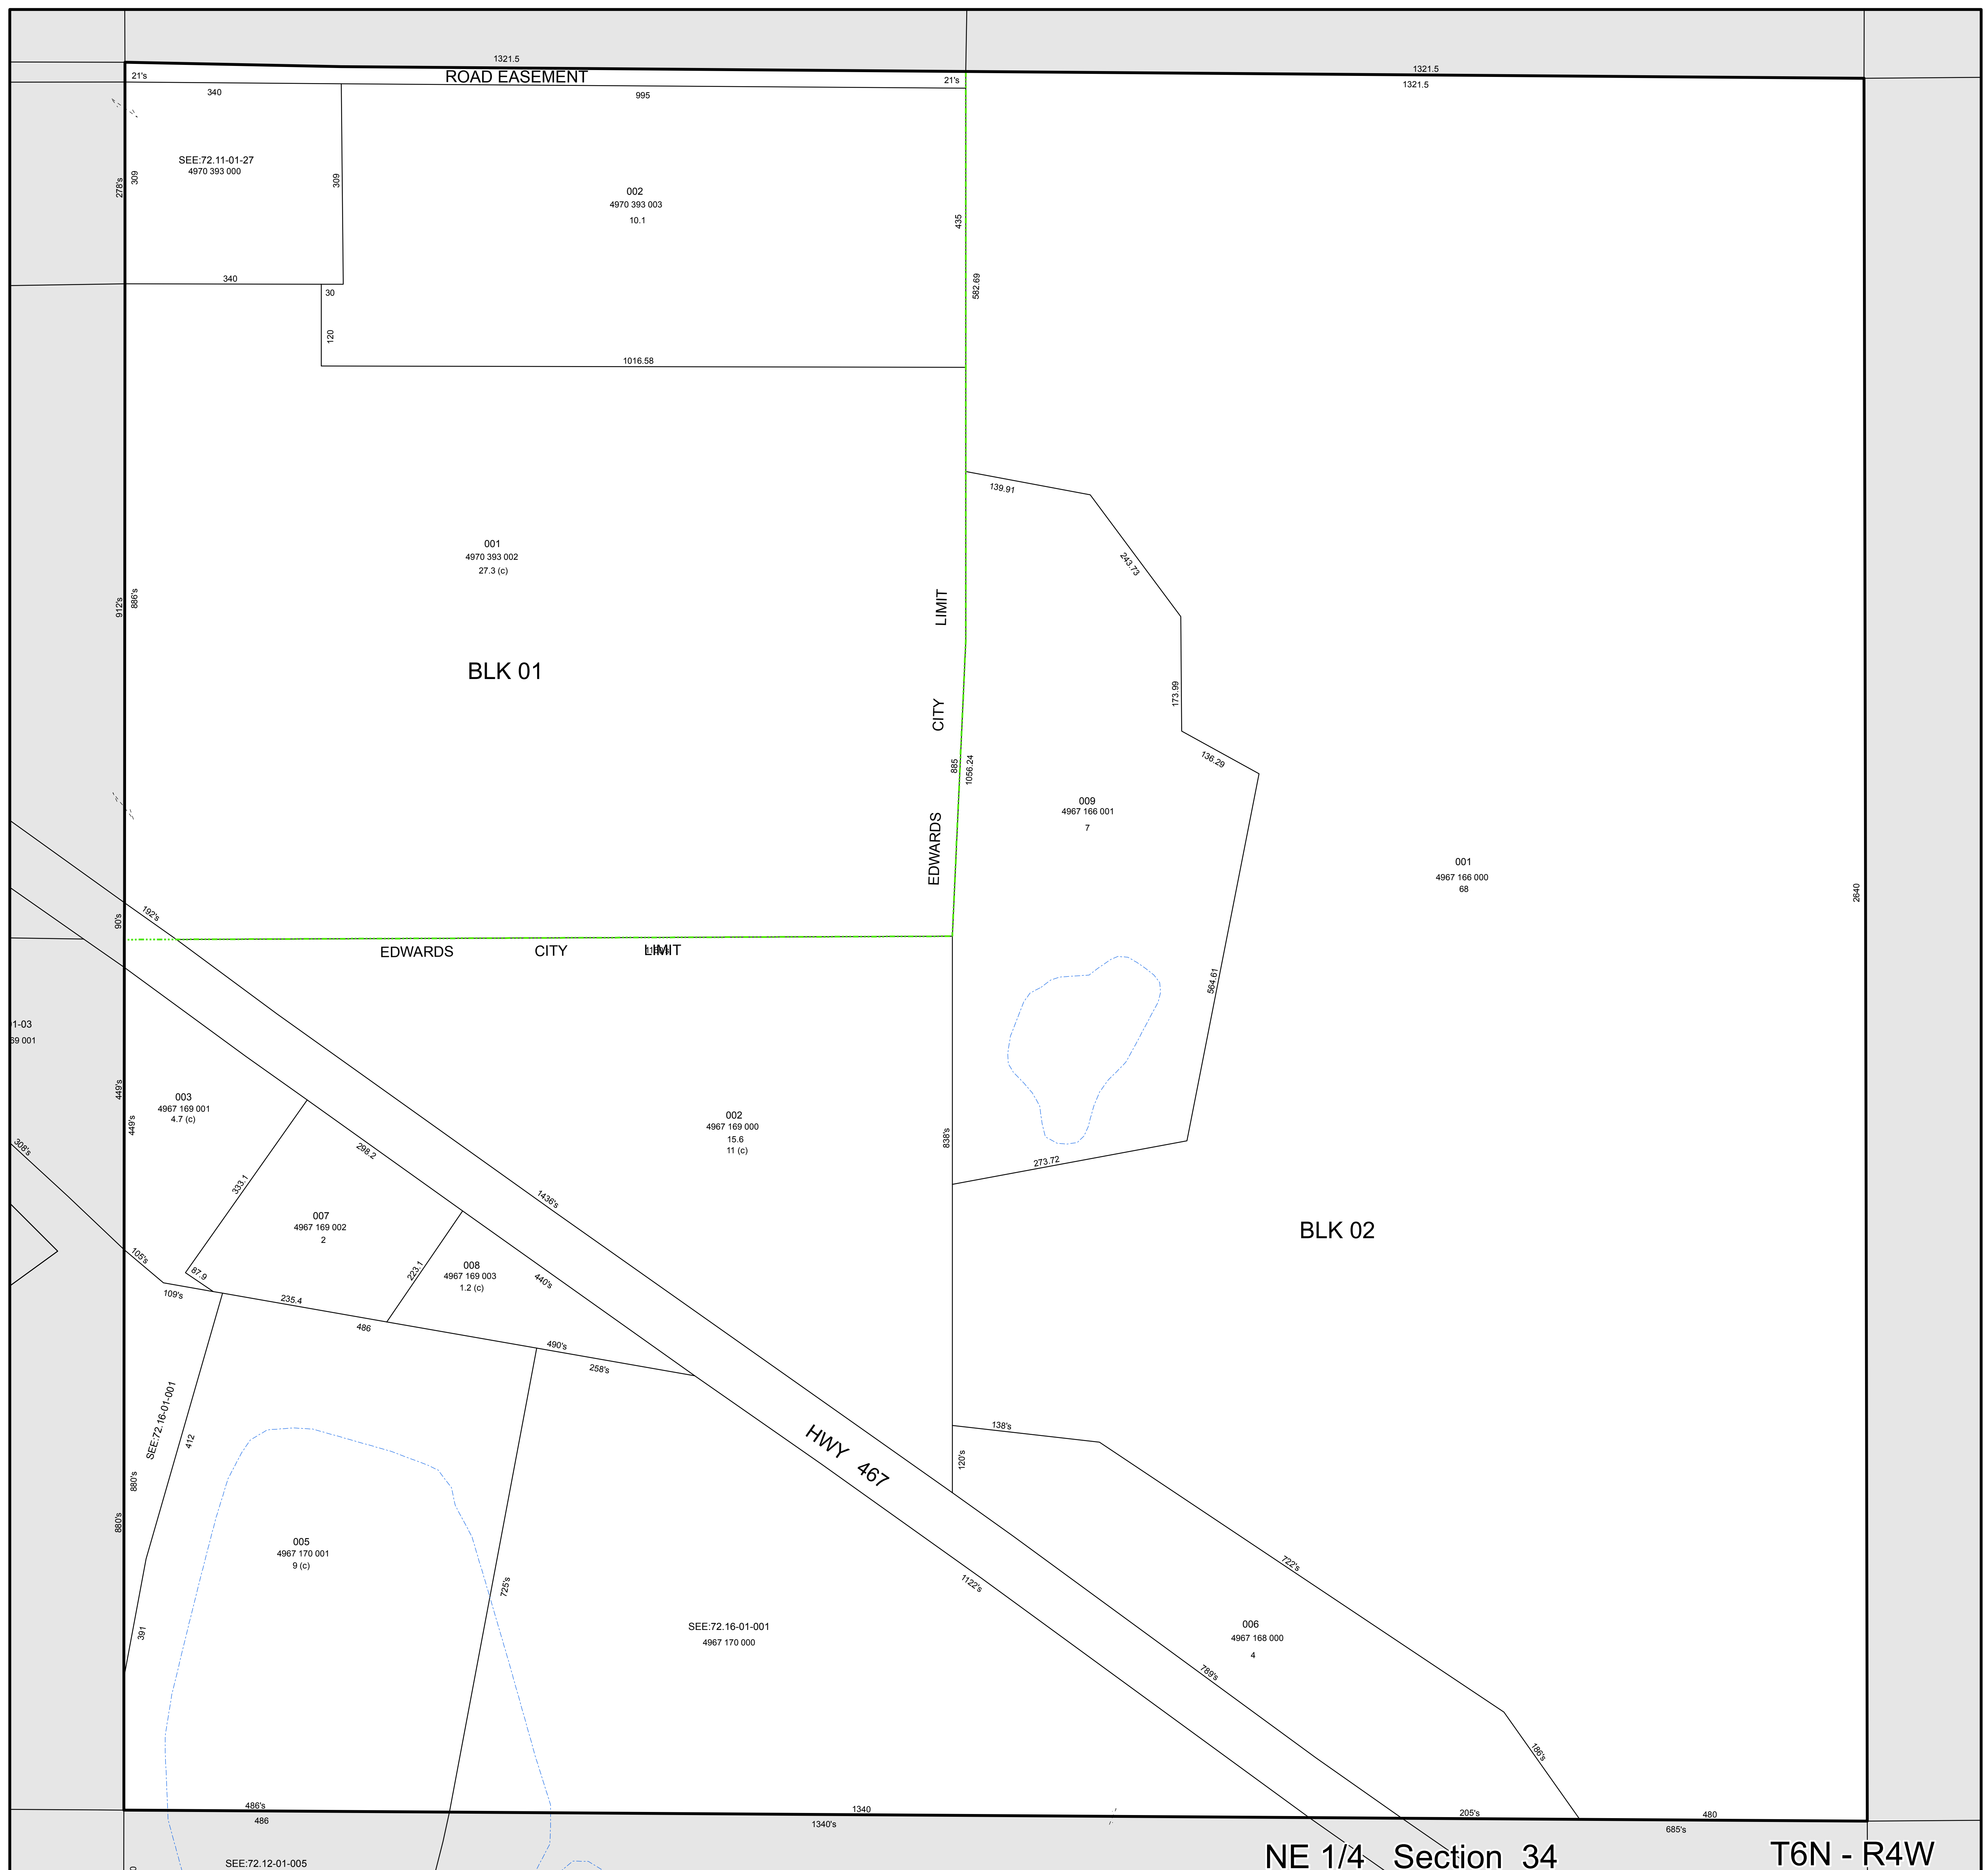 1321.5
1321.5
21's
ROAD EASEMENT
21's
1321.5
340
995
SEE:72.11-01-27
4970 393 000
278's
309
309
002
4970 393 003
10.1
435
582.69
340
30
120
1016.58
139.91
243.73
001
4970 393 002
27.3 (c)
912's
886's
LIMIT
CITY
EDWARDS
BLK 01
173.99
136.29
885
1056.24
009
4967 166 001
7
001
4967 166 000
68
2640
192's
90's
EDWARDS CITY LIMIT
564.61
1-03
69 001
449's
449's
003
4967 169 001
4.7 (c)
002
4967 169 000
15.6
11 (c)
838's
308's
298.2
333.1
273.72
1436's
007
4967 169 002
2
BLK 02
105's
87.9
223.1
008
4967 169 003
1.2 (c)
440's
109's
235.4
486
490's
258's
SEE:72.16-01-001
412
HWY 467
138's
120's
880's
880's
005
4967 170 001
9 (c)
725's
1122's
722's
391
SEE:72.16-01-001
4967 170 000
006
4967 168 000
4
789's
186's
486's
486
1340
1340's
205's
480
685's
SEE:72.12-01-005
NE 1/4 Section 34
T6N - R4W